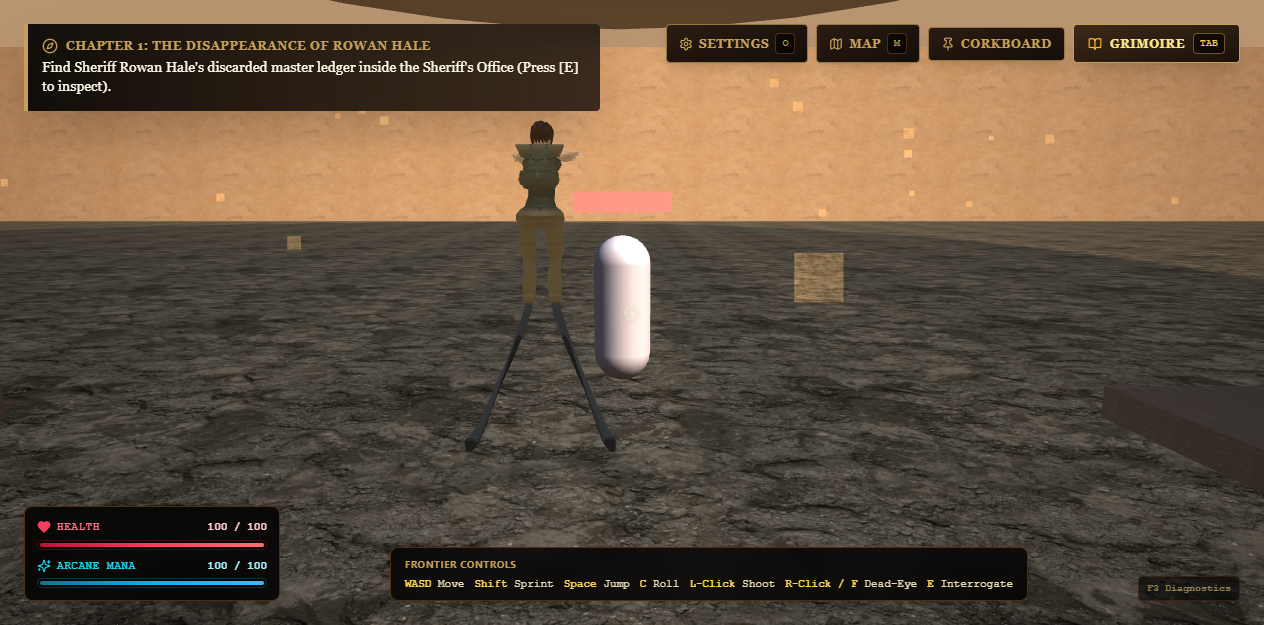 CHAPTER 1: THE DISAPPEARANCE OF ROWAN HALE
Find Sheriff Rowan Hale's discarded master ledger inside the Sheriff's Office (Press [E]
to inspect).
SETTINGS O
MAP M
CORKBOARD
GRIMOIRE TAB
HEALTH 100 / 100
ARCANE MANA 100 / 100
FRONTIER CONTROLS
WASD Move Shift Sprint Space Jump C Roll L-Click Shoot R-Click / F Dead-Eye E Interrogate
F3 Diagnostics